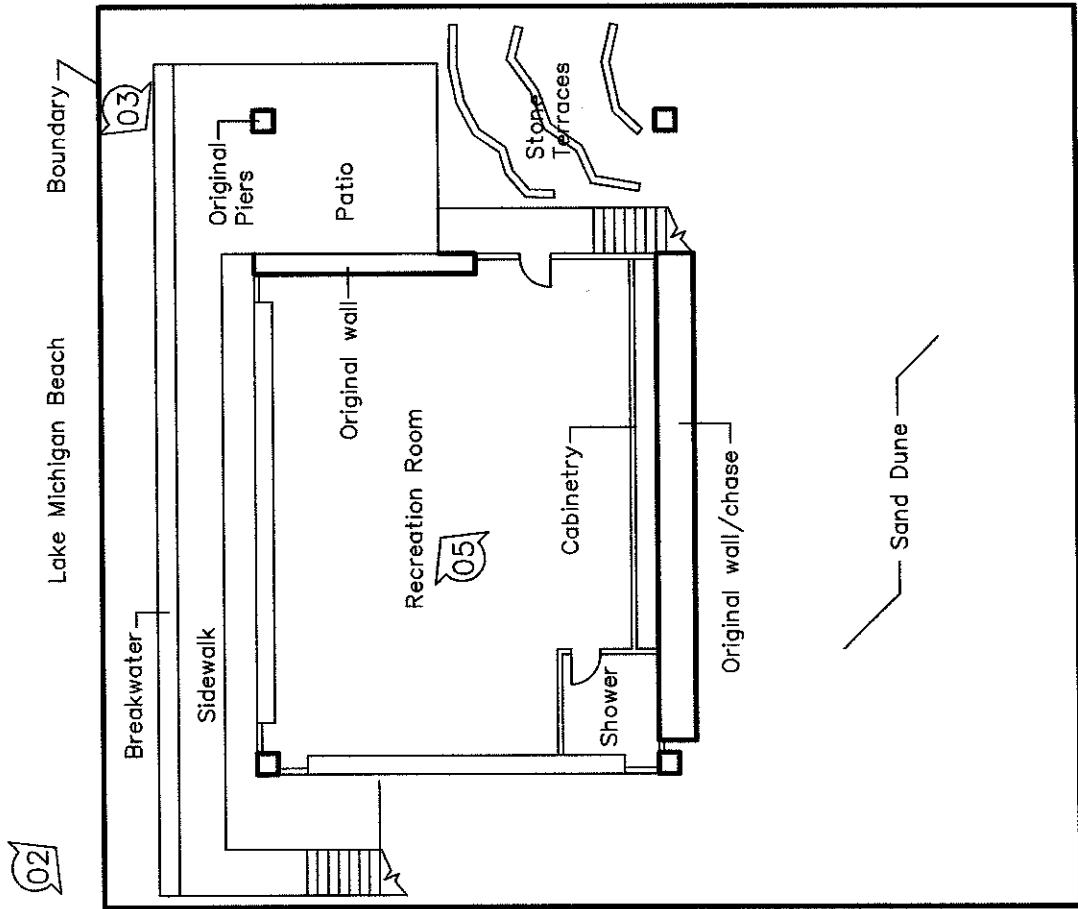 02
Lake Michigan Beach
Boundary
03
Breakwater
Sidewalk
Original
Piers
Patio
Original wall
Recreation Room
05
Stone
Terraces
Cabinetry
Shower
Original wall/chase
Sand Dune